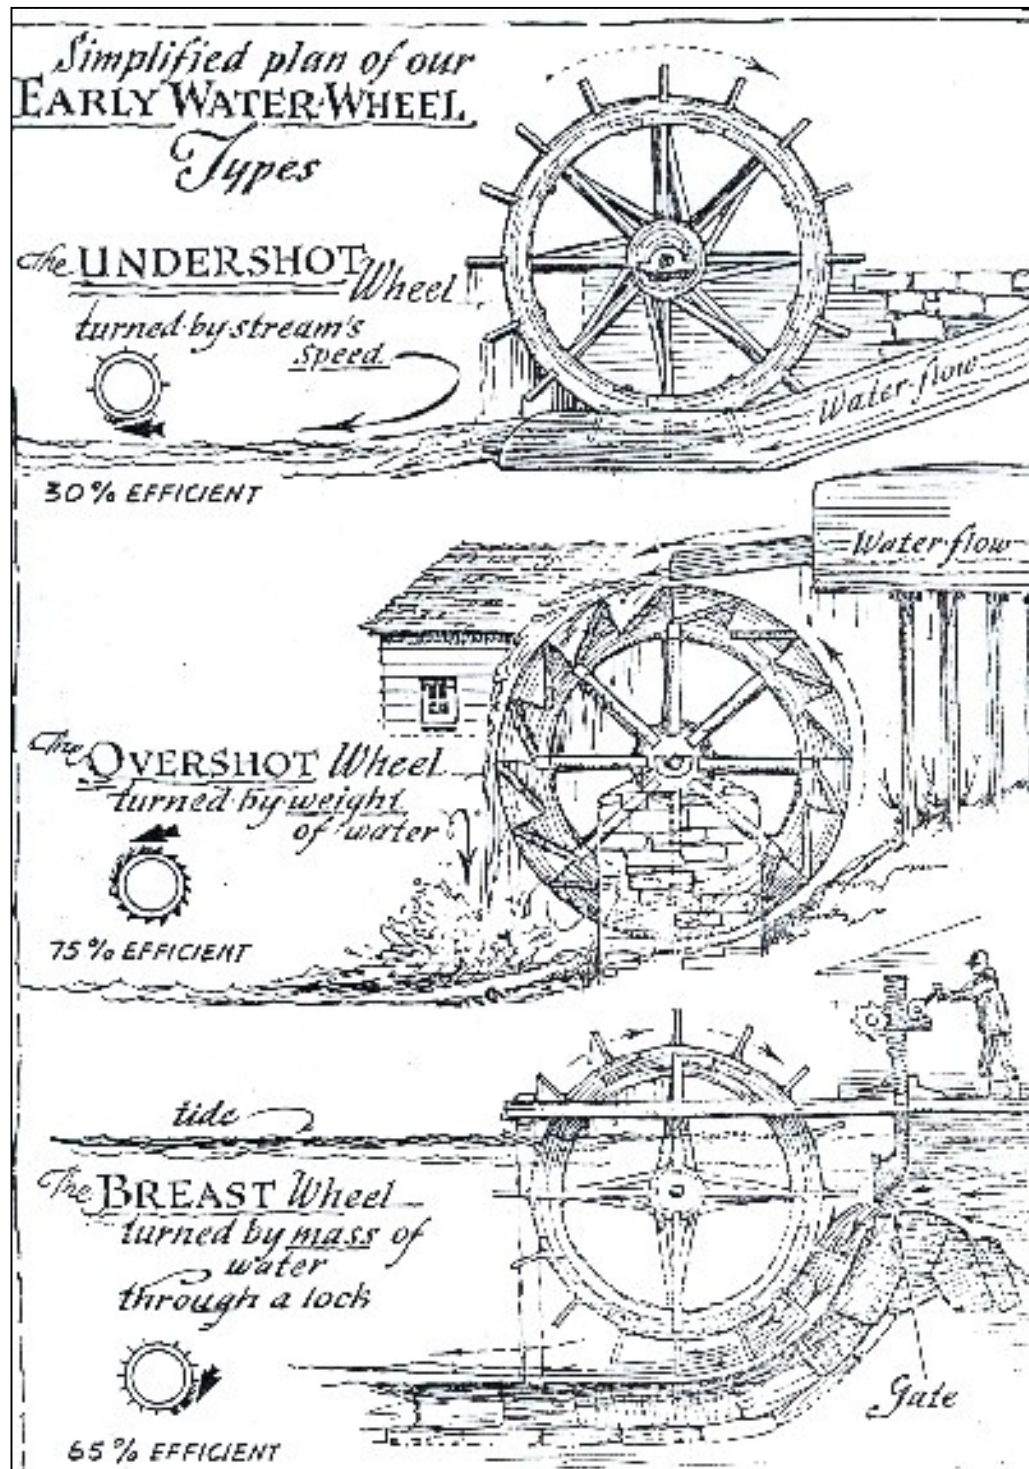 Simplified plan of our
EARLY WATER·WHEEL
Types
The UNDERSHOT Wheel
turned by stream's
speed
Water flow
30% EFFICIENT
Water flow
The OVERSHOT Wheel
turned by weight
of water
75% EFFICIENT
tide
The BREAST Wheel
turned by mass of
water
through a lock
Gate
65% EFFICIENT